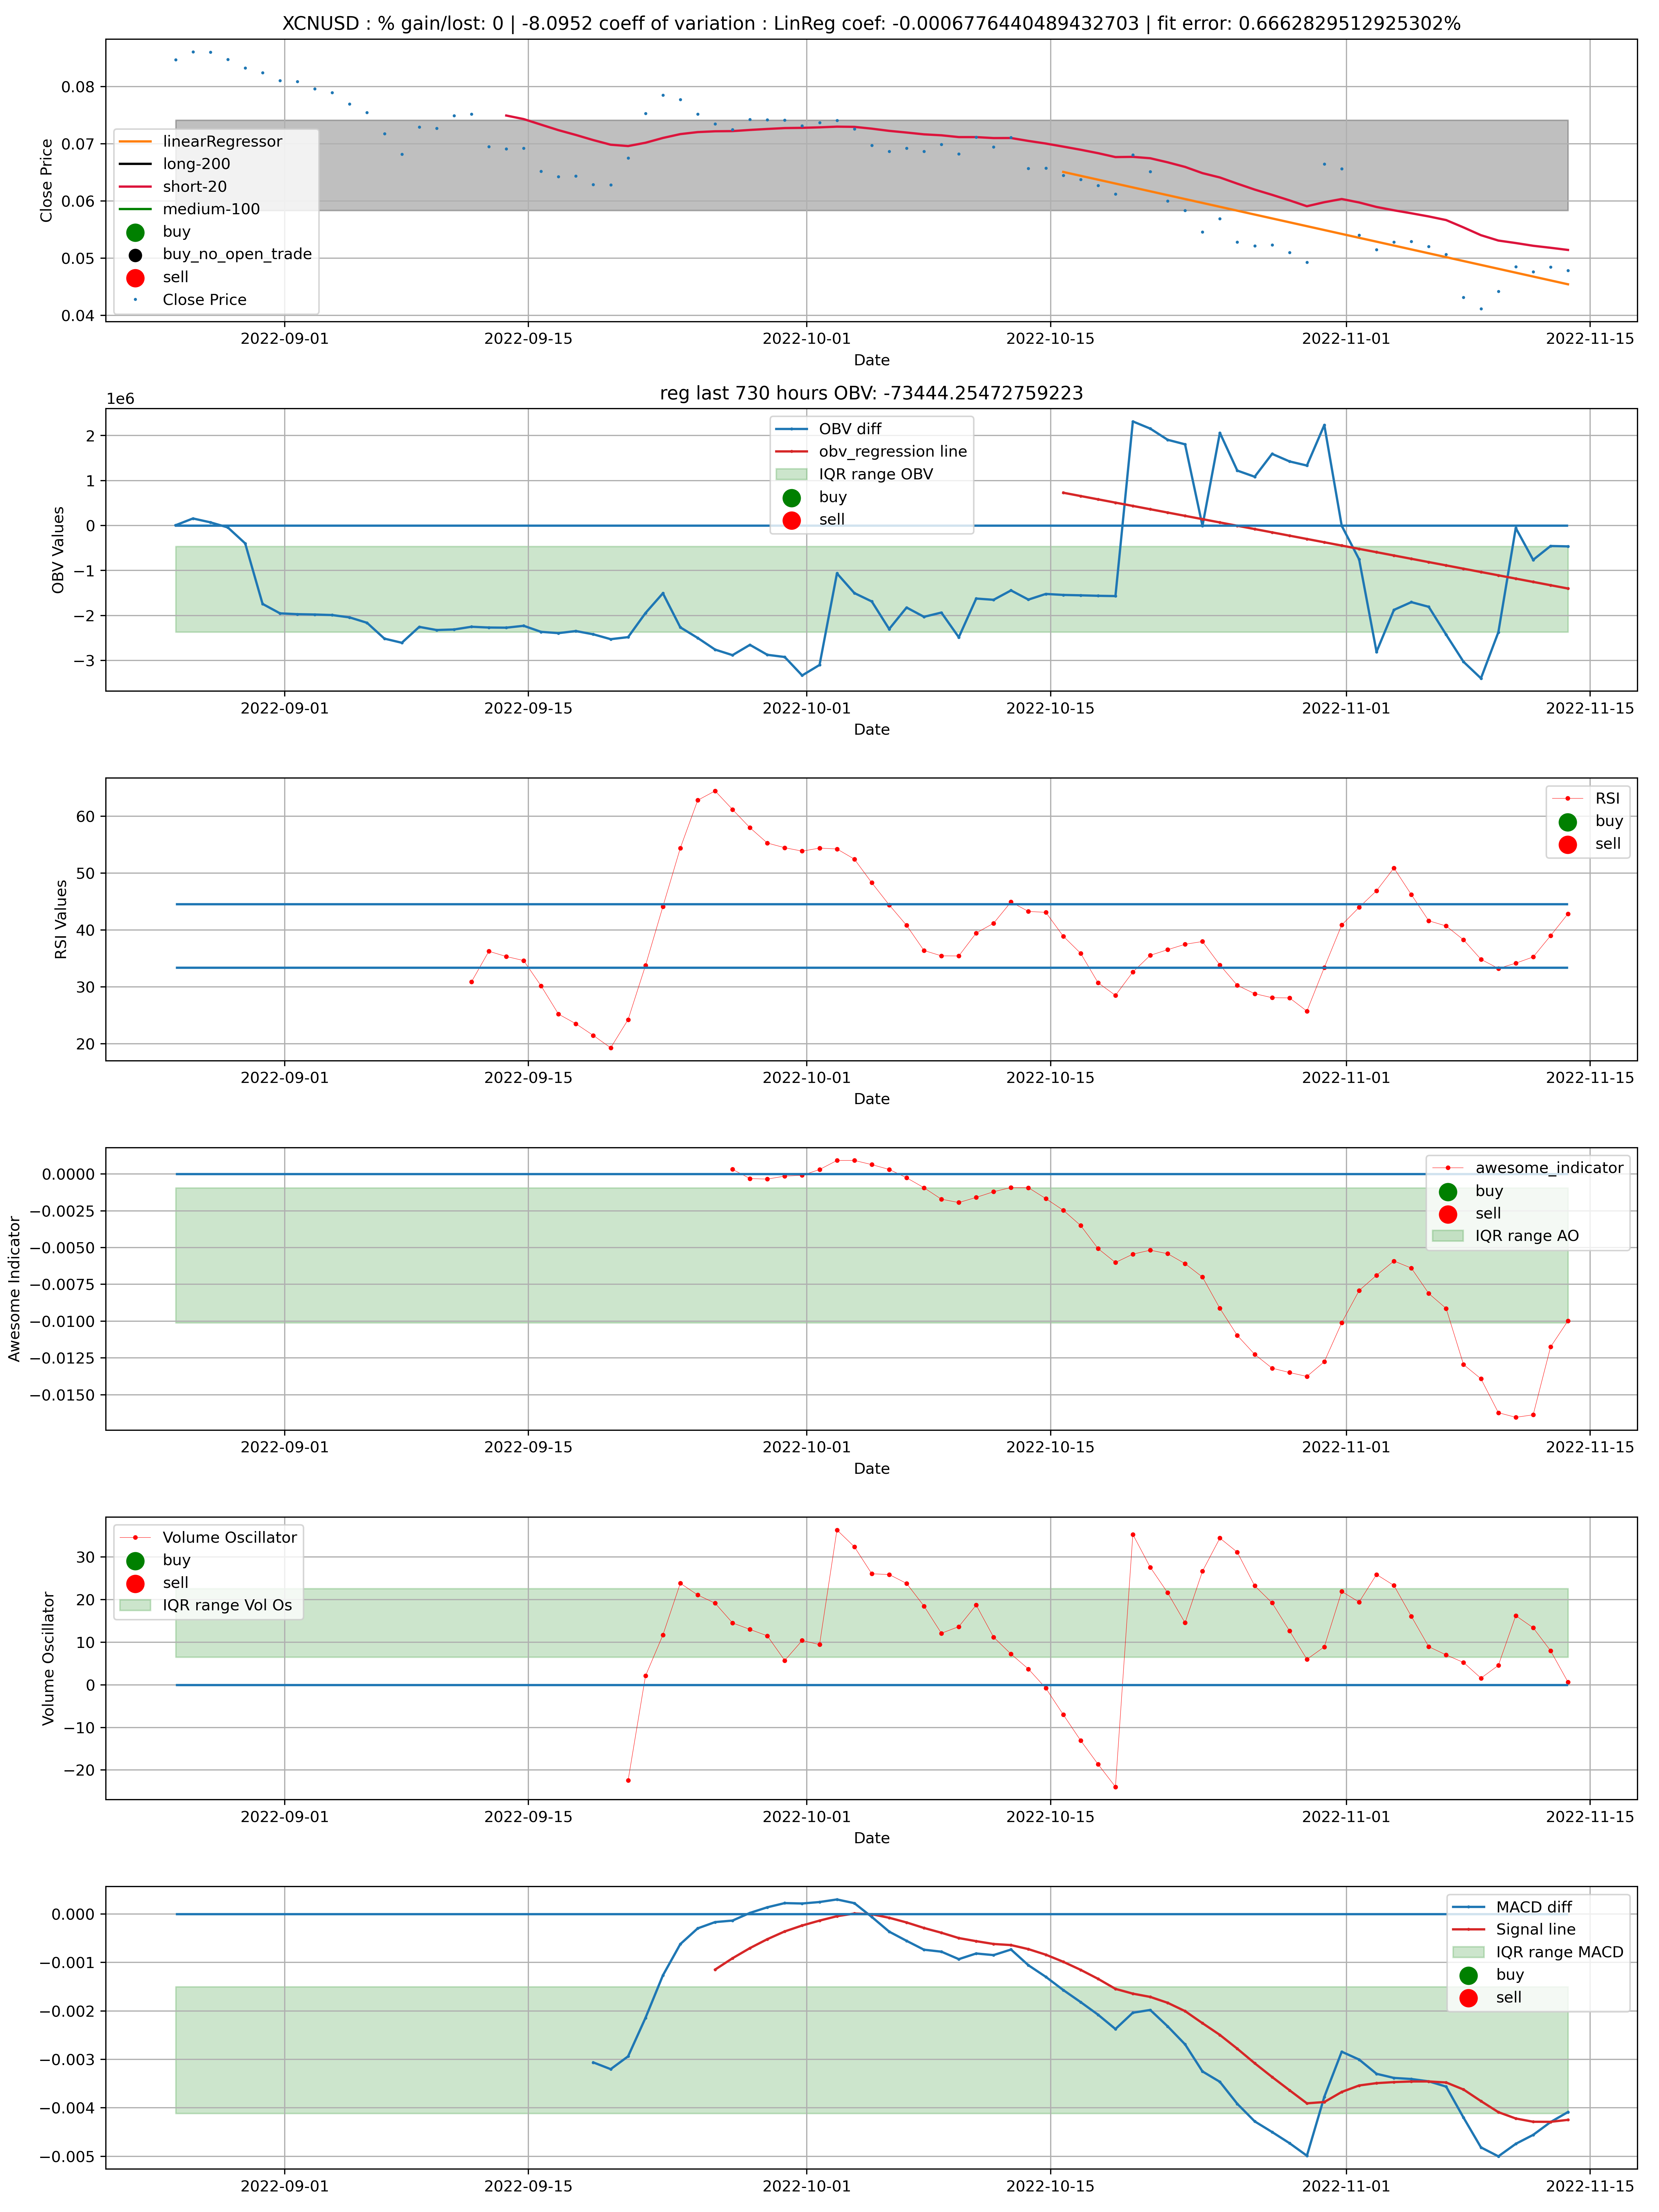 XCNUSD : % gain/lost: 0 | -8.0952 coeff of variation : LinReg coef: -0.0006776440489432703 | fit error: 0.6662829512925302%
0.08
0.07
0.06
0.05
0.04
Close Price
linearRegressor
long-200
short-20
medium-100
buy
buy_no_open_trade
sell
Close Price
2022-09-01 2022-09-15 2022-10-01 2022-10-15 2022-11-01 2022-11-15
Date
reg last 730 hours OBV: -73444.25472759223
1e6
2
1
0
−1
−2
−3
OBV Values
OBV diff
obv_regression line
IQR range OBV
buy
sell
2022-09-01 2022-09-15 2022-10-01 2022-10-15 2022-11-01 2022-11-15
Date
60
50
40
30
20
RSI Values
RSI
buy
sell
2022-09-01 2022-09-15 2022-10-01 2022-10-15 2022-11-01 2022-11-15
Date
0.0000
−0.0025
−0.0050
−0.0075
−0.0100
−0.0125
−0.0150
Awesome Indicator
awesome_indicator
buy
sell
IQR range AO
2022-09-01 2022-09-15 2022-10-01 2022-10-15 2022-11-01 2022-11-15
Date
30
20
10
0
−10
−20
Volume Oscillator
Volume Oscillator
buy
sell
IQR range Vol Os
2022-09-01 2022-09-15 2022-10-01 2022-10-15 2022-11-01 2022-11-15
Date
0.000
−0.001
−0.002
−0.003
−0.004
−0.005
MACD diff
Signal line
IQR range MACD
buy
sell
2022-09-01 2022-09-15 2022-10-01 2022-10-15 2022-11-01 2022-11-15